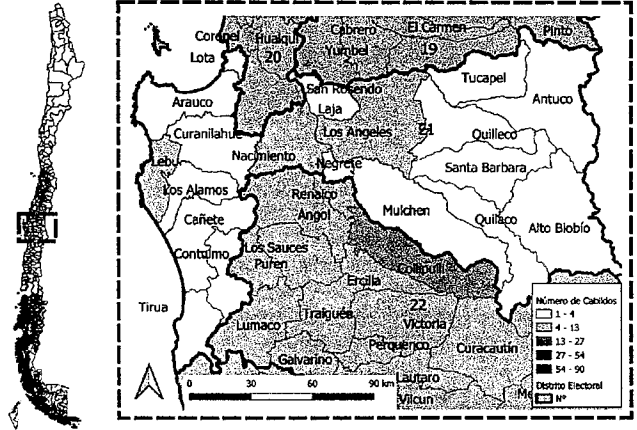 Cabrero
El Carmen
Coronel
Hualqui
Pinto
Yumbel
19
20
Lota
Tucapel
San Rosendo
Antuco
Arauco
Laja
Curanilahue
Los Angeles
21
Quilleco
Lebu
Nacimiento
Negrete
Santa Barbara
Los Alamos
Renaico
Cañete
Angol
Mulchen
Quilaco
Alto Biobío
Contulmo
Los Sauces
Puren
Collipulli
Ercilla
Tirua
22
Lumaco
Traiguén
Victoria
Perquenco
Curacautín
Galvarino
Lautaro
Vilcun
Me
0 30 60 90 km
Número de Cabildos
1 - 4
4 - 13
13 - 27
27 - 54
54 - 90
Distrito Electoral
N°